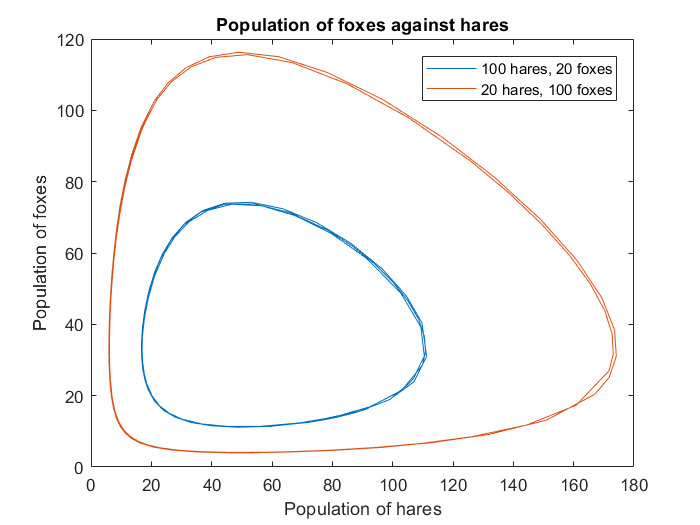 Population of foxes against hares
120
100
80
60
40
20
0
Population of foxes
100 hares, 20 foxes
20 hares, 100 foxes
0 20 40 60 80 100 120 140 160 180
Population of hares